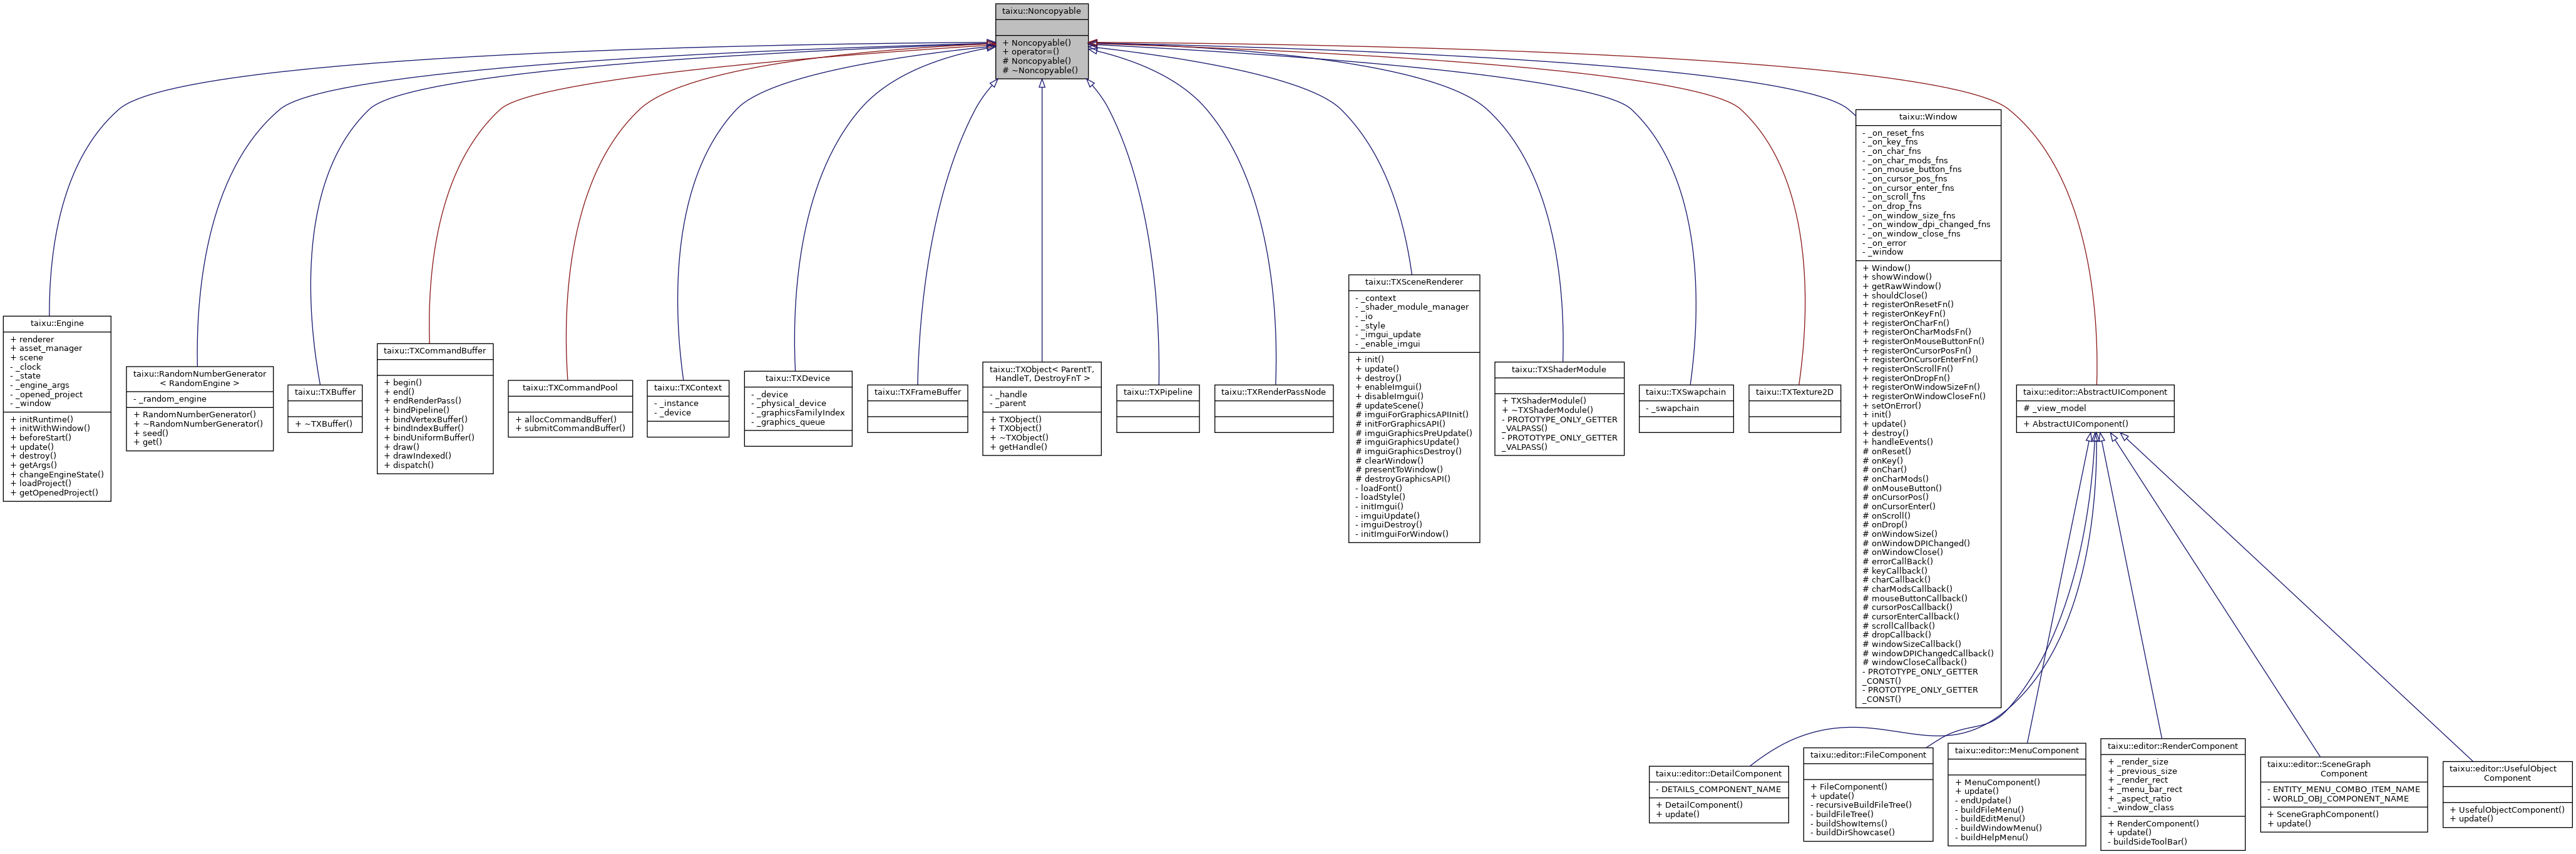 taixu::Noncopyable
+ Noncopyable()
+ operator=()
# Noncopyable()
# ~Noncopyable()
taixu::Engine
+ renderer
+ asset_manager
+ scene
- _clock
- _state
- _engine_args
- _opened_project
- _window
+ initRuntime()
+ initWithWindow()
+ beforeStart()
+ update()
+ destroy()
+ getArgs()
+ changeEngineState()
+ loadProject()
+ getOpenedProject()
taixu::RandomNumberGenerator
< RandomEngine >
- _random_engine
+ RandomNumberGenerator()
+ ~RandomNumberGenerator()
+ seed()
+ get()
taixu::TXBuffer
+ ~TXBuffer()
taixu::TXCommandBuffer
+ begin()
+ end()
+ endRenderPass()
+ bindPipeline()
+ bindVertexBuffer()
+ bindIndexBuffer()
+ bindUniformBuffer()
+ draw()
+ drawIndexed()
+ dispatch()
taixu::TXCommandPool
+ allocCommandBuffer()
+ submitCommandBuffer()
taixu::TXContext
- _instance
- _device
taixu::TXDevice
- _device
- _physical_device
- _graphicsFamilyIndex
- _graphics_queue
taixu::TXFrameBuffer
taixu::TXObject< ParentT,
HandleT, DestroyFnT >
- _handle
- _parent
+ TXObject()
+ TXObject()
+ ~TXObject()
+ getHandle()
taixu::TXPipeline
taixu::TXRenderPassNode
taixu::TXSceneRenderer
- _context
- _shader_module_manager
- _io
- _style
- _imgui_update
- _enable_imgui
+ init()
+ update()
+ destroy()
+ enableImgui()
+ disableImgui()
# updateScene()
# imguiForGraphicsAPIInit()
# initForGraphicsAPI()
# imguiGraphicsPreUpdate()
# imguiGraphicsUpdate()
# imguiGraphicsDestroy()
# clearWindow()
# presentToWindow()
# destroyGraphicsAPI()
- loadFont()
- loadStyle()
- initImgui()
- imguiUpdate()
- imguiDestroy()
- initImguiForWindow()
taixu::TXShaderModule
+ TXShaderModule()
+ ~TXShaderModule()
- PROTOTYPE_ONLY_GETTER
_VALPASS()
- PROTOTYPE_ONLY_GETTER
_VALPASS()
taixu::TXSwapchain
- _swapchain
taixu::TXTexture2D
taixu::Window
- _on_reset_fns
- _on_key_fns
- _on_char_fns
- _on_char_mods_fns
- _on_mouse_button_fns
- _on_cursor_pos_fns
- _on_cursor_enter_fns
- _on_scroll_fns
- _on_drop_fns
- _on_window_size_fns
- _on_window_dpi_changed_fns
- _on_window_close_fns
- _on_error
- _window
+ Window()
+ showWindow()
+ getRawWindow()
+ shouldClose()
+ registerOnResetFn()
+ registerOnKeyFn()
+ registerOnCharFn()
+ registerOnCharModsFn()
+ registerOnMouseButtonFn()
+ registerOnCursorPosFn()
+ registerOnCursorEnterFn()
+ registerOnScrollFn()
+ registerOnDropFn()
+ registerOnWindowSizeFn()
+ registerOnWindowCloseFn()
+ setOnError()
+ init()
+ update()
+ destroy()
+ handleEvents()
# onReset()
# onKey()
# onChar()
# onCharMods()
# onMouseButton()
# onCursorPos()
# onCursorEnter()
# onScroll()
# onDrop()
# onWindowSize()
# onWindowDPIChanged()
# onWindowClose()
# errorCallBack()
# keyCallback()
# charCallback()
# charModsCallback()
# mouseButtonCallback()
# cursorPosCallback()
# cursorEnterCallback()
# scrollCallback()
# dropCallback()
# windowSizeCallback()
# windowDPIChangedCallback()
# windowCloseCallback()
- PROTOTYPE_ONLY_GETTER
_CONST()
- PROTOTYPE_ONLY_GETTER
_CONST()
taixu::editor::AbstractUIComponent
# _view_model
+ AbstractUIComponent()
taixu::editor::DetailComponent
- DETAILS_COMPONENT_NAME
+ DetailComponent()
+ update()
taixu::editor::FileComponent
+ FileComponent()
+ update()
- recursiveBuildFileTree()
- buildFileTree()
- buildShowItems()
- buildDirShowcase()
taixu::editor::MenuComponent
+ MenuComponent()
+ update()
- endUpdate()
- buildFileMenu()
- buildEditMenu()
- buildWindowMenu()
- buildHelpMenu()
taixu::editor::RenderComponent
+ _render_size
+ _previous_size
+ _render_rect
+ _menu_bar_rect
+ _aspect_ratio
- _window_class
+ RenderComponent()
+ update()
- buildSideToolBar()
taixu::editor::SceneGraph
Component
- ENTITY_MENU_COMBO_ITEM_NAME
- WORLD_OBJ_COMPONENT_NAME
+ SceneGraphComponent()
+ update()
taixu::editor::UsefulObject
Component
+ UsefulObjectComponent()
+ update()